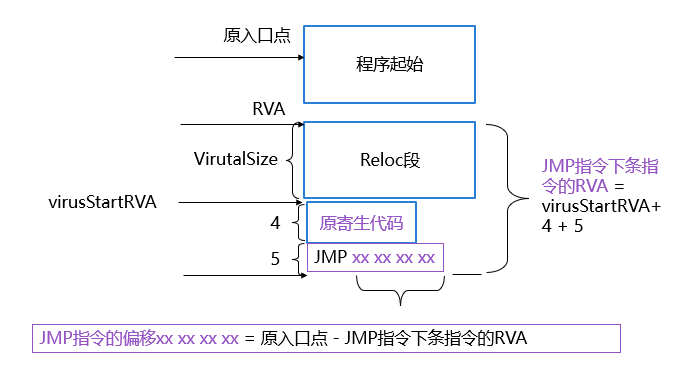 原入口点
程序起始
RVA
VirutalSize
Reloc段
JMP指令下条指
令的RVA =
virusStartRVA+
4 + 5
virusStartRVA
4
原寄生代码
5
JMP xx xx xx xx
JMP指令的偏移xx xx xx xx = 原入口点 - JMP指令下条指令的RVA